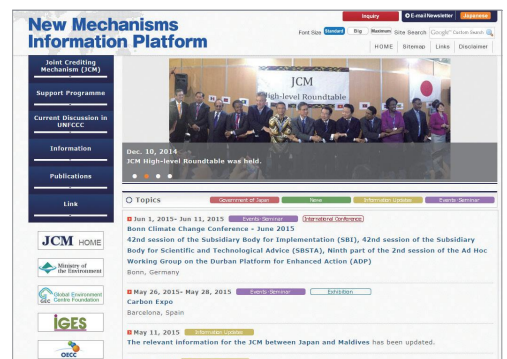 New Mechanisms
Information Platform
Inquiry
E-mail Newsletter
Japanese
Font Size Standard Big Maximum Site Search Google™ Custom Search
HOME Sitemap Links Disclaimer
Joint Crediting
Mechanism (JCM)
Support Programme
Current Discussion in
UNFCCC
Information
Publications
Link
JCM
High-level Roundtable
Dec. 10, 2014
JCM High-level Roundtable was held.
Topics
Government of Japan
News
Information Updates
Events·Seminar
Jun 1, 2015- Jun 11, 2015 Events·Seminar International Conference
Bonn Climate Change Conference - June 2015
42nd session of the Subsidiary Body for Implementation (SBI), 42nd session of the Subsidiary
Body for Scientific and Technological Advice (SBSTA), Ninth part of the 2nd session of the Ad Hoc
Working Group on the Durban Platform for Enhanced Action (ADP)
Bonn, Germany
May 26, 2015- May 28, 2015 Events·Seminar Exhibition
Carbon Expo
Barcelona, Spain
May 11, 2015 Information Updates
The relevant information for the JCM between Japan and Maldives has been updated.
JCM HOME
Ministry of
the Environment
GEC
Global Environment
Centre Foundation
IGES
OECC